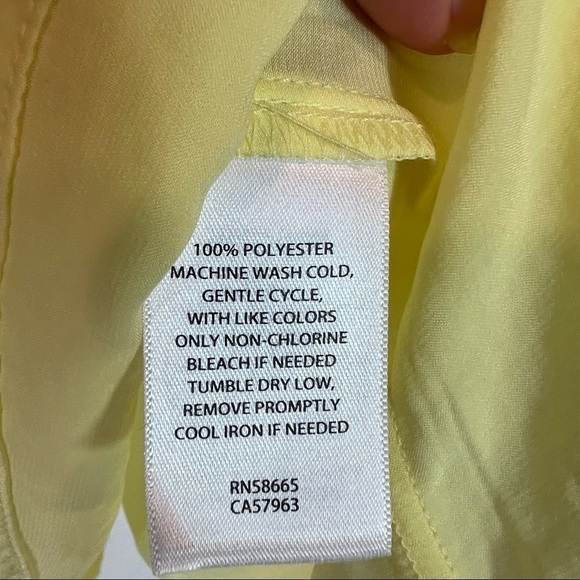 100% POLYESTER
MACHINE WASH COLD,
GENTLE CYCLE,
WITH LIKE COLORS
ONLY NON-CHLORINE
BLEACH IF NEEDED
TUMBLE DRY LOW,
REMOVE PROMPTLY
COOL IRON IF NEEDED
RN58665
CA57963